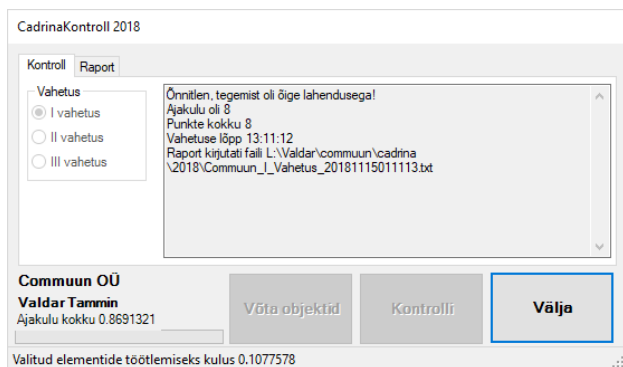 CadrinaKontroll 2018
Kontroll Raport
Vahetus
I vahetus
II vahetus
III vahetus
Õnnitlen, tegemist oli õige lahendusega!
Ajakulu oli 8
Punkte kokku 8
Vahetuse lõpp 13:11:12
Raport kirjutati faili L:\Valdar\commuun\cadrina
\2018\Commuun_I_Vahetus_20181115011113.txt
Commuun OÜ
Valdar Tammin
Ajakulu kokku 0.8691321
Võta objektid
Kontrolli
Välja
Valitud elementide töötlemiseks kulus 0.1077578